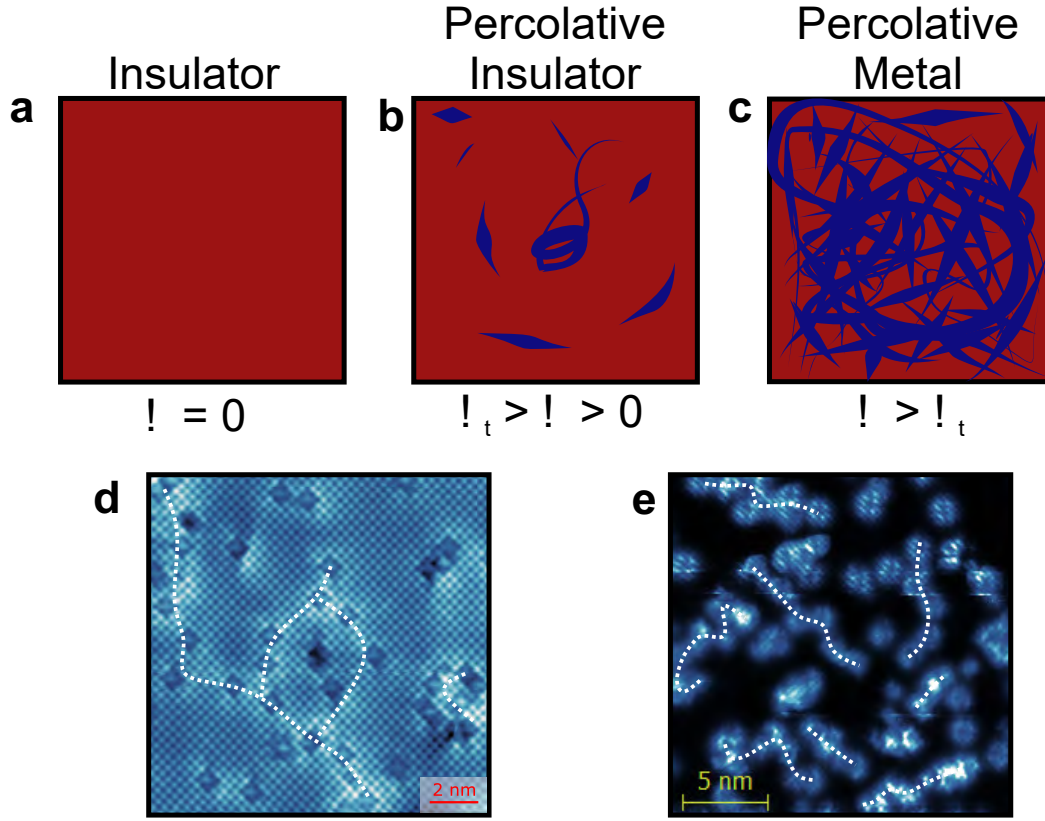 Insulator
Percolative
Insulator
Percolative
Metal
a
b
c
! = 0
!t > ! > 0
! > !t
d
e
2 nm
5 nm